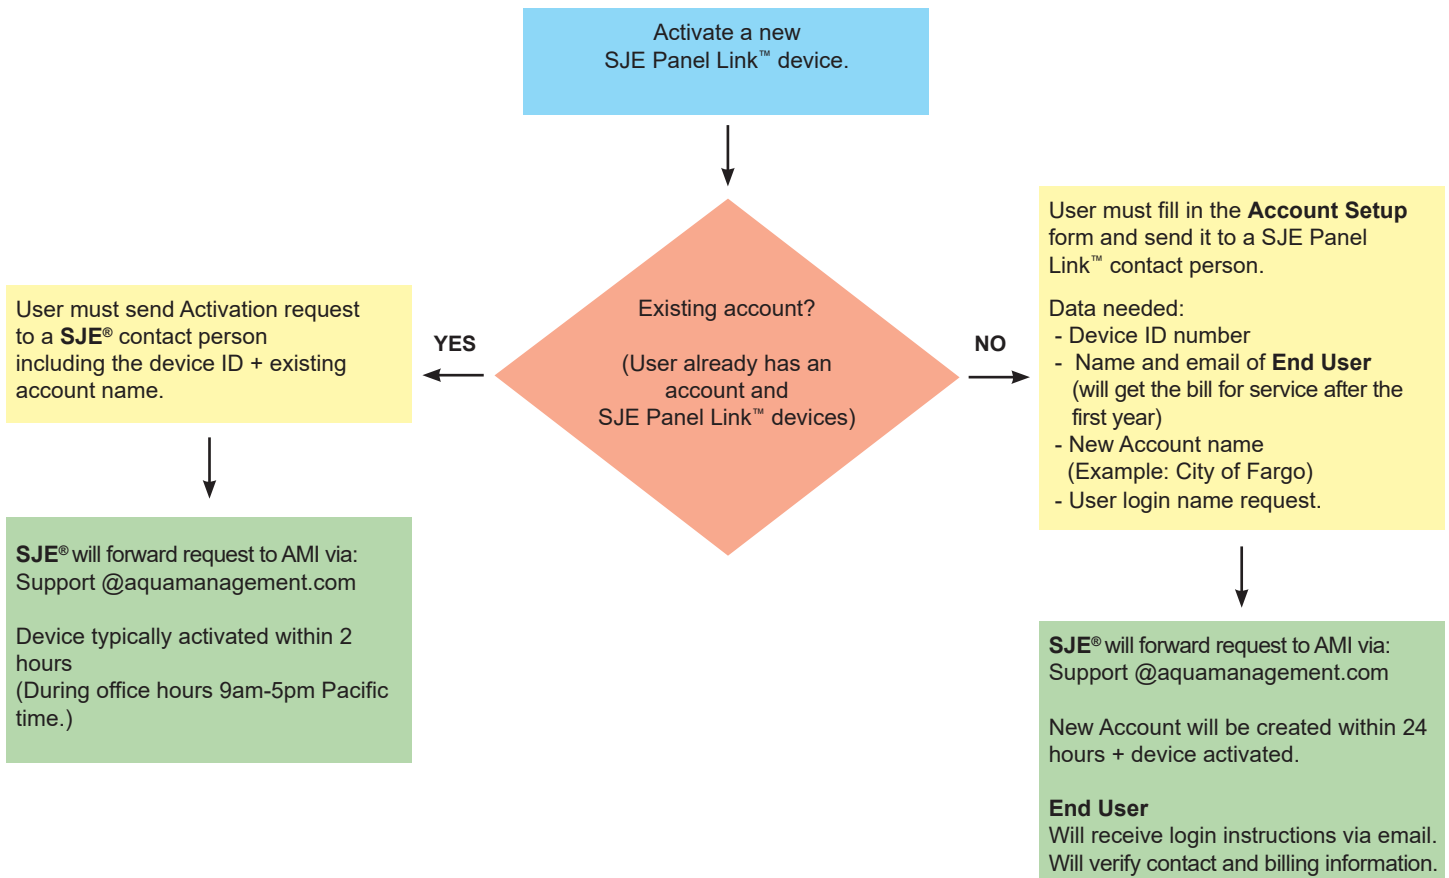 Activate a new
SJE Panel Link™ device.
Existing account?
(User already has an
account and
SJE Panel Link™ devices)
YES
User must send Activation request
to a SJE® contact person
including the device ID + existing
account name.
SJE® will forward request to AMI via:
Support @aquamanagement.com
Device typically activated within 2
hours
(During office hours 9am-5pm Pacific
time.)
NO
User must fill in the Account Setup
form and send it to a SJE Panel
Link™ contact person.
Data needed:
- Device ID number
- Name and email of End User
(will get the bill for service after the
first year)
- New Account name
(Example: City of Fargo)
- User login name request.
SJE® will forward request to AMI via:
Support @aquamanagement.com
New Account will be created within 24
hours + device activated.
End User
Will receive login instructions via email.
Will verify contact and billing information.